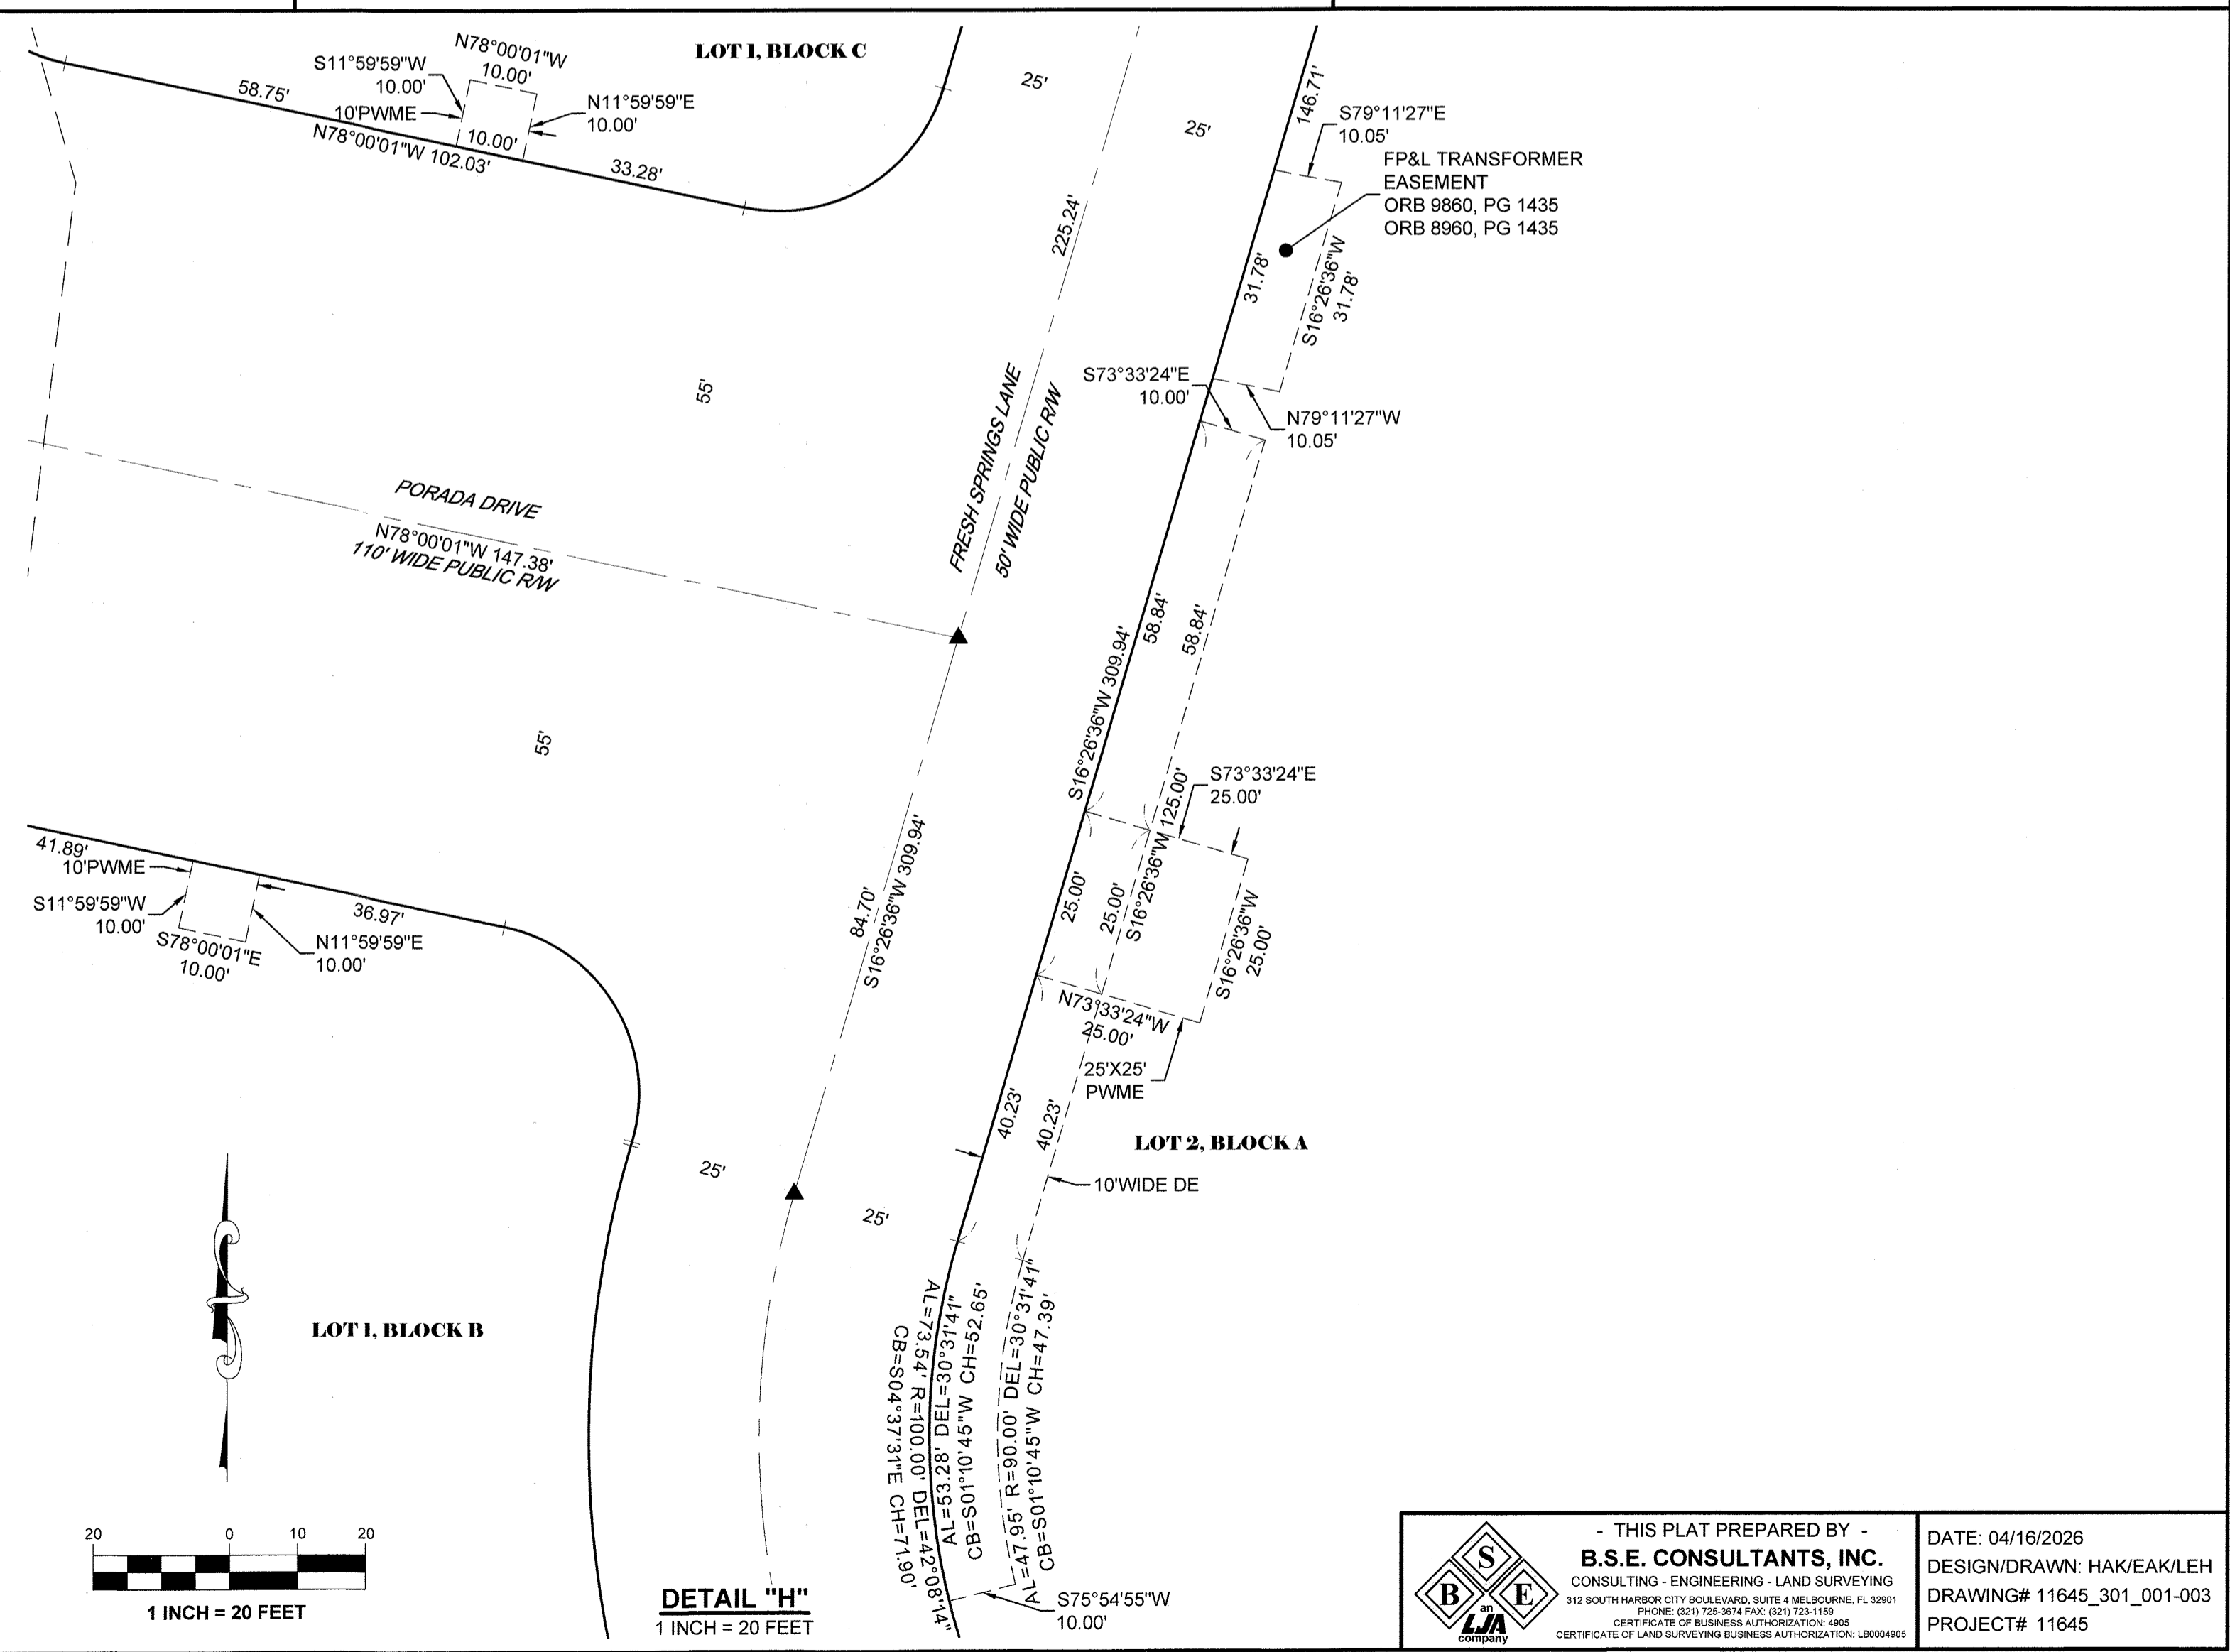 LOT 1, BLOCK C
N78°00'01"W
10.00'
S11°59'59"W
10.00'
10'PWME
58.75'
10.00'
N11°59'59"E
10.00'
N78°00'01"W 102.03'
33.28'
25'
25'
146.71'
S79°11'27"E
10.05'
FP&L TRANSFORMER
EASEMENT
ORB 9860, PG 1435
ORB 8960, PG 1435
225.24'
31.78'
S16°26'36"W
31.78'
S73°33'24"E
10.00'
N79°11'27"W
10.05'
55'
FRESH SPRINGS LANE
50' WIDE PUBLIC R/W
PORADA DRIVE
N78°00'01"W 147.38'
110' WIDE PUBLIC R/W
58.84'
58.84'
S16°26'36"W 309.94'
55'
S73°33'24"E
25.00'
S16°26'36"W 125.00'
41.89'
10'PWME
S11°59'59"W
10.00'
S78°00'01"E
10.00'
N11°59'59"E
10.00'
36.97'
84.70'
S16°26'36"W 309.94'
25.00'
25.00'
S16°26'36"W
25.00'
N73°33'24"W
25.00'
25'X25'
PWME
40.23'
40.23'
LOT 2, BLOCK A
10'WIDE DE
25'
25'
LOT 1, BLOCK B
AL=73.54' R=100.00' DEL=42°08'14"
CB=S04°37'31"E CH=71.90'
AL=53.28' DEL=30°31'41"
CB=S01°10'45"W CH=52.65'
AL=47.95' R=90.00' DEL=30°31'41"
CB=S01°10'45"W CH=47.39'
S75°54'55"W
10.00'
20 0 10 20
1 INCH = 20 FEET
DETAIL "H"
1 INCH = 20 FEET
S
B E
an
LJA
company
- THIS PLAT PREPARED BY -
B.S.E. CONSULTANTS, INC.
CONSULTING - ENGINEERING - LAND SURVEYING
312 SOUTH HARBOR CITY BOULEVARD, SUITE 4 MELBOURNE, FL 32901
PHONE: (321) 725-3674 FAX: (321) 723-1159
CERTIFICATE OF BUSINESS AUTHORIZATION: 4905
CERTIFICATE OF LAND SURVEYING BUSINESS AUTHORIZATION: LB0004905
DATE: 04/16/2026
DESIGN/DRAWN: HAK/EAK/LEH
DRAWING# 11645_301_001-003
PROJECT# 11645